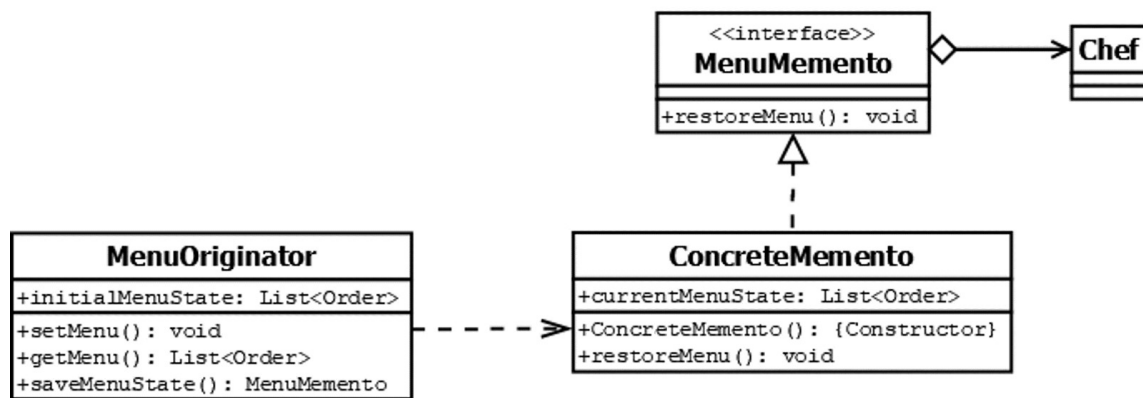 <<interface>>
MenuMemento
+restoreMenu(): void
Chef
MenuOriginator
+initialMenuState: List<Order>
+setMenu(): void
+getMenu(): List<Order>
+saveMenuState(): MenuMemento
ConcreteMemento
+currentMenuState: List<Order>
+ConcreteMemento(): {Constructor}
+restoreMenu(): void